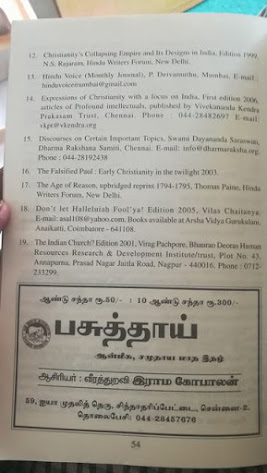 12. Christianity's Collapsing Empire and Its Designs in India, Edition 1999,
N.S. Rajaram, Hindu Writers Forum, New Delhi.
13. Hindu Voice (Monthly Journal), P. Deivamuthu, Mumbai, E-mail:
hinduvoicemumbai@gmail.com
14. Expressions of Christianity with a focus on India, First edition 2006,
articles of Profound intellectuals, published by Vivekananda Kendra
Prakasam Trust, Chennai. Phone : 044-28482697 E-mail:
vkpt@vkendra.org
15. Discourses on Certain Important Topics, Swami Dayananda Saraswati,
Dharma Rakshana Samiti, Chennai. E-mail: info@dharmaraksha.org.
Phone : 044-28192438
16. The Falsified Paul : Early Christianity in the twilight 2003.
17. The Age of Reason, upbridged reprint 1794-1795, Thomas Paine, Hindu
Writers Forum, New Delhi.
18. Don't let Halleluiah Fool'ya! Edition 2005, Vilas Chaitanya.
E-mail: asal108@yahoo.com. Books available at Arsha Vidya Gurukulam,
Anaikatti, Coimbatore - 641108.
19. The Indian Church? Edition 2001, Virag Pachpore, Bhaurao Deoras Human
Resources Research & Development Institute/trust, Plot No. 43,
Annapurna, Prasad Nagar Jaitla Road, Nagpur - 440016. Phone : 0712-
233299.
ஆண்டு சந்தா ரூ.50/- : 10 ஆண்டு சந்தா ரூ.300/-
பசுத்தாய்
ஆன்மீக, சமுதாய மாத இதழ்
ஆசிரியர் : வீரத்துறவி இராம கோபாலன்
59, ஐயா முதலித் தெரு, சிந்தாதரிப்பேட்டை, சென்னை-2.
தொலைபேசி: 044-28457676
54